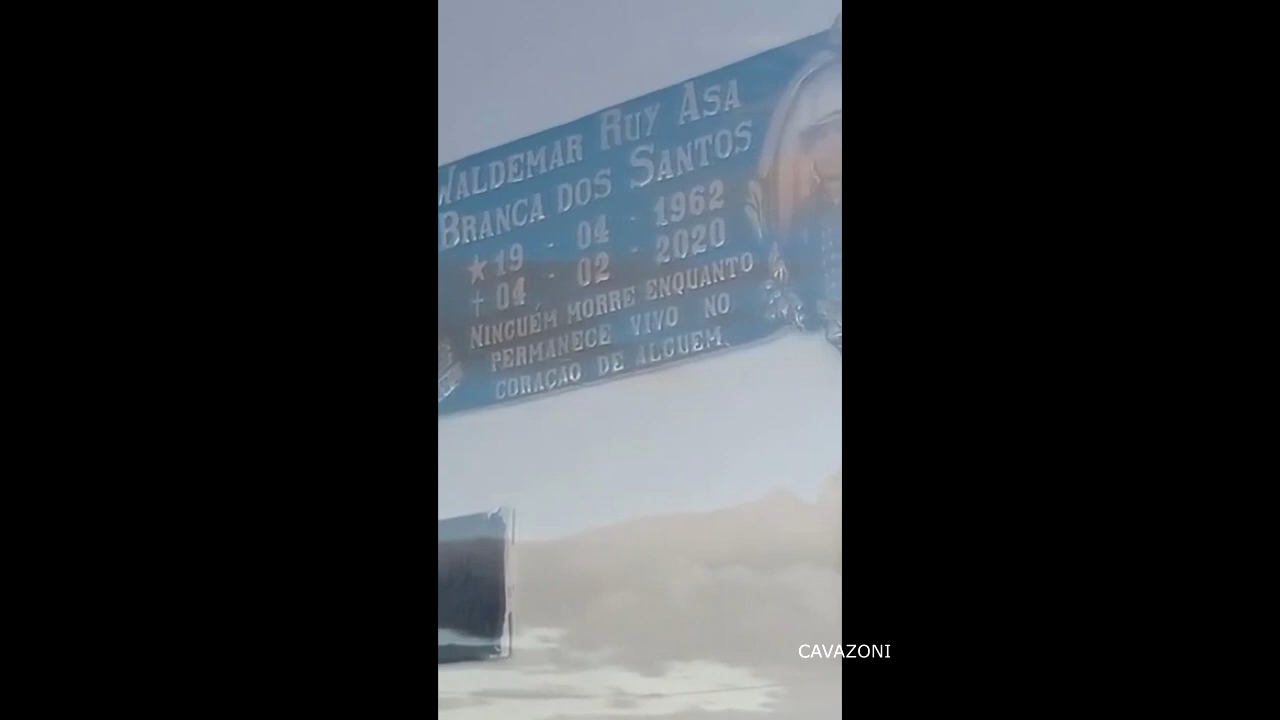 WALDEMAR RUY ASA
BRANCA DOS SANTOS
★ 19 - 04 - 1962
† 04 - 02 - 2020
NINGUÉM MORRE ENQUANTO
PERMANECE VIVO NO
CORAÇÃO DE ALGUEM
CAVAZONI